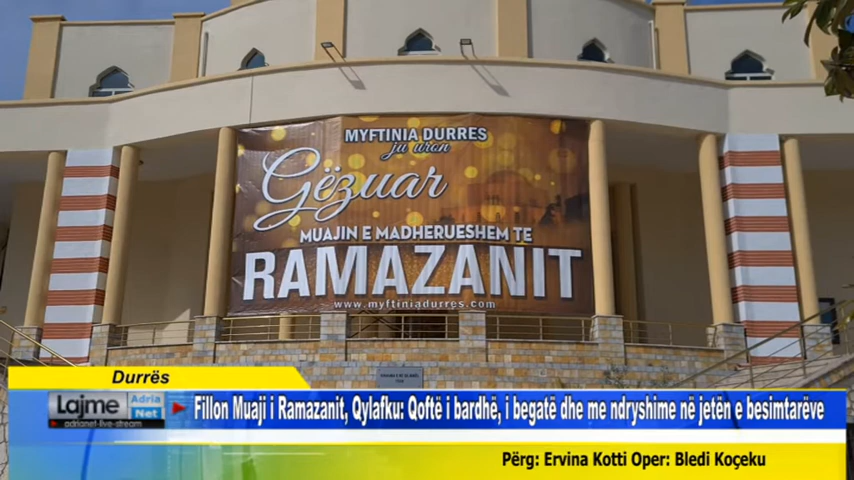 MYFTINIA DURRES
ju uron
Gëzuar
MUAJIN E MADHERUESHEM TE
RAMAZANIT
www.myftiniadurres.com
Durrës
Lajme Adria Net
adrianet-live-stream
Fillon Muaji i Ramazanit, Qylafku: Qoftë i bardhë, i begatë dhe me ndryshime në jetën e besimtarëve
Përg: Ervina Kotti Oper: Bledi Koçeku